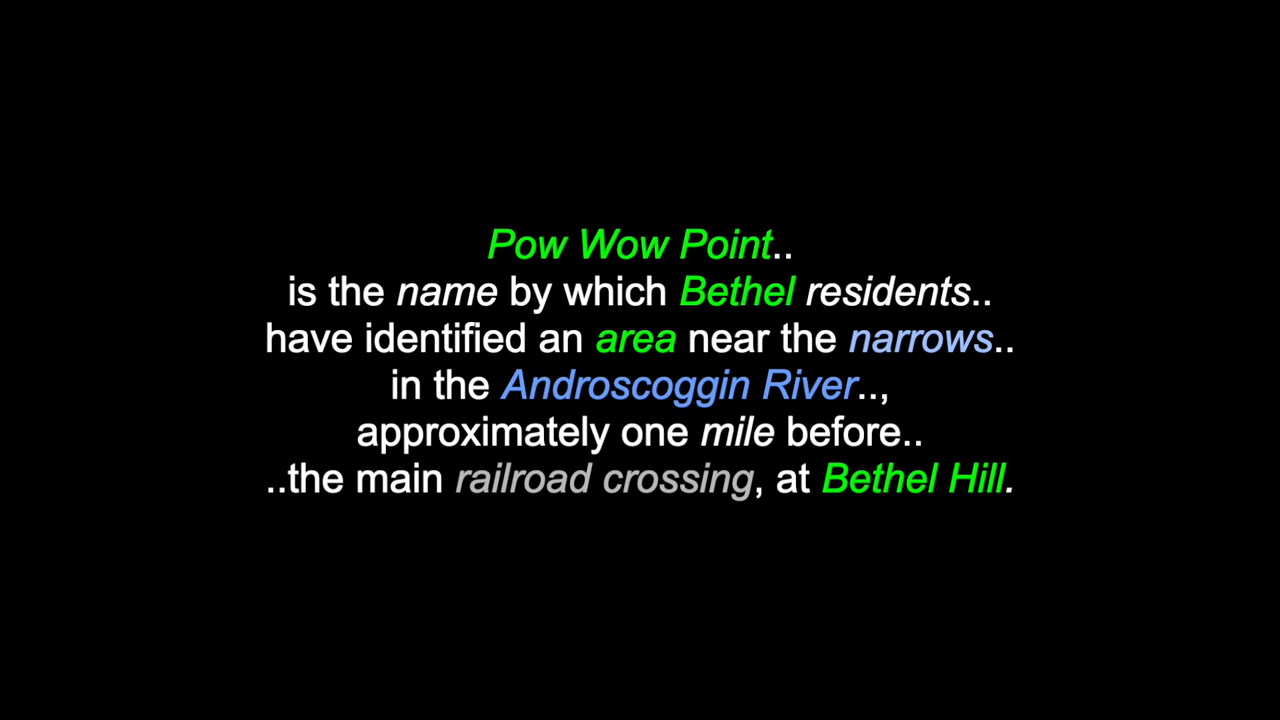 Pow Wow Point..
is the name by which Bethel residents..
have identified an area near the narrows..
in the Androscoggin River..,
approximately one mile before..
..the main railroad crossing, at Bethel Hill.